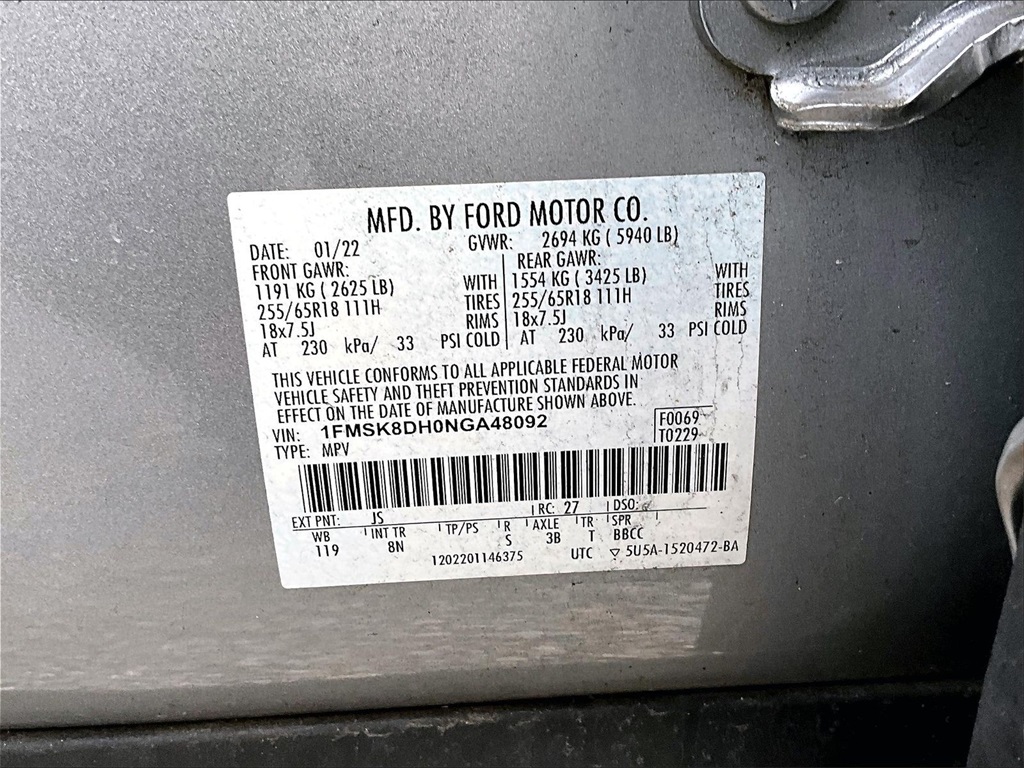 MFD. BY FORD MOTOR CO.
DATE: 01/22 GVWR: 2694 KG ( 5940 LB)
FRONT GAWR: REAR GAWR:
1191 KG ( 2625 LB) WITH 1554 KG ( 3425 LB) WITH
255/65R18 111H TIRES 255/65R18 111H TIRES
18x7.5J RIMS 18x7.5J RIMS
AT 230 kPa/ 33 PSI COLD AT 230 kPa/ 33 PSI COLD
THIS VEHICLE CONFORMS TO ALL APPLICABLE FEDERAL MOTOR
VEHICLE SAFETY AND THEFT PREVENTION STANDARDS IN
EFFECT ON THE DATE OF MANUFACTURE SHOWN ABOVE.
VIN: 1FMSK8DH0NGA48092 F0069
TYPE: MPV T0229
EXT PNT: JS RC: 27 DSO:
WB INT TR TP/PS R AXLE TR SPR
119 8N S 3B T BBCC
1202201146375 UTC ▽ 5U5A-1520472-BA